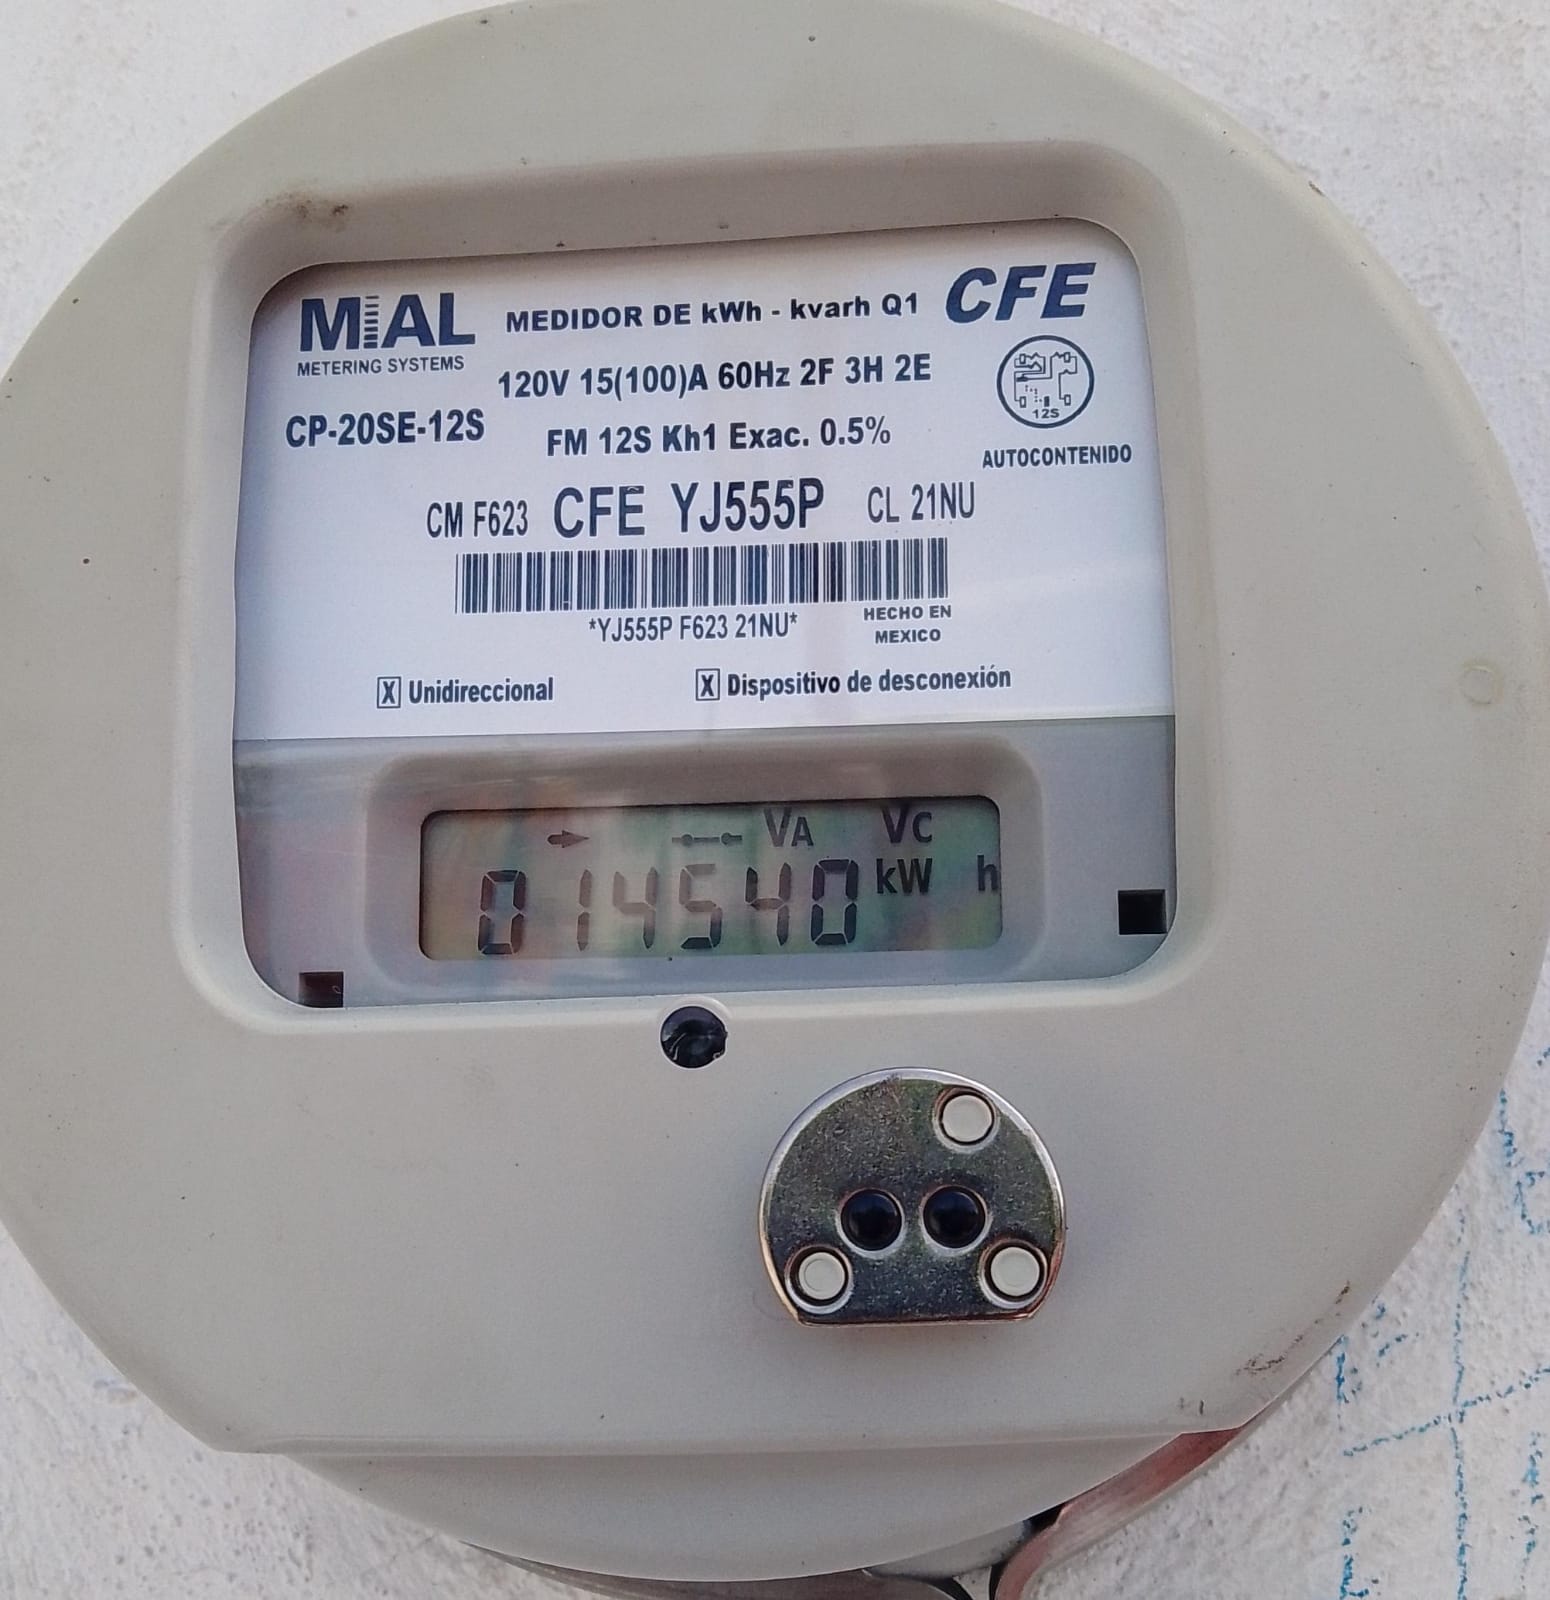 MIAL
METERING SYSTEMS
MEDIDOR DE kWh - kvarh Q1
CFE
120V 15(100)A 60Hz 2F 3H 2E
12S
CP-20SE-12S
FM 12S Kh1 Exac. 0.5%
AUTOCONTENIDO
CM F623 CFE YJ555P CL 21NU
*YJ555P F623 21NU*
HECHO EN
MEXICO
X Unidireccional
X Dispositivo de desconexión
VA VC
014540 kW h